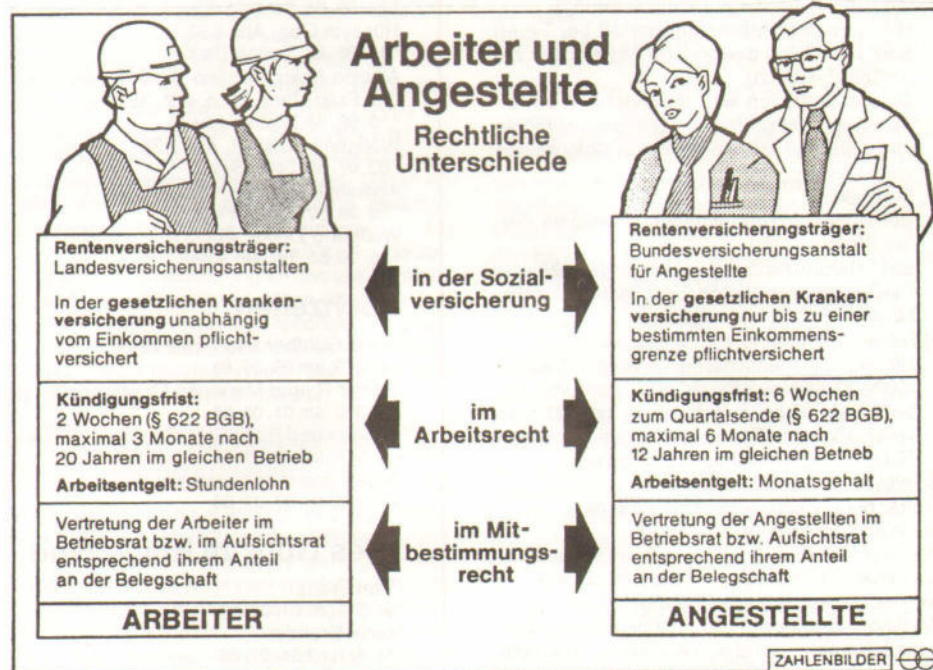 Arbeiter und
Angestellte
Rechtliche
Unterschiede
Rentenversicherungsträger:
Landesversicherungsanstalten
In der gesetzlichen Kranken-
versicherung unabhängig
vom Einkommen pflicht-
versichert
in der Sozial-
versicherung
Rentenversicherungsträger:
Bundesversicherungsanstalt
für Angestellte
In der gesetzlichen Kranken-
versicherung nur bis zu einer
bestimmten Einkommens-
grenze pflichtversichert
Kündigungsfrist:
2 Wochen (§ 622 BGB),
maximal 3 Monate nach
20 Jahren im gleichen Betrieb
Arbeitsentgelt: Stundenlohn
im
Arbeitsrecht
Kündigungsfrist: 6 Wochen
zum Quartalsende (§ 622 BGB),
maximal 6 Monate nach
12 Jahren im gleichen Betrieb
Arbeitsentgelt: Monatsgehalt
Vertretung der Arbeiter im
Betriebsrat bzw. im Aufsichtsrat
entsprechend ihrem Anteil
an der Belegschaft
im Mit-
bestimmungs-
recht
Vertretung der Angestellten im
Betriebsrat bzw. Aufsichtsrat
entsprechend ihrem Anteil
an der Belegschaft
ARBEITER
ANGESTELLTE
ZAHLENBILDER